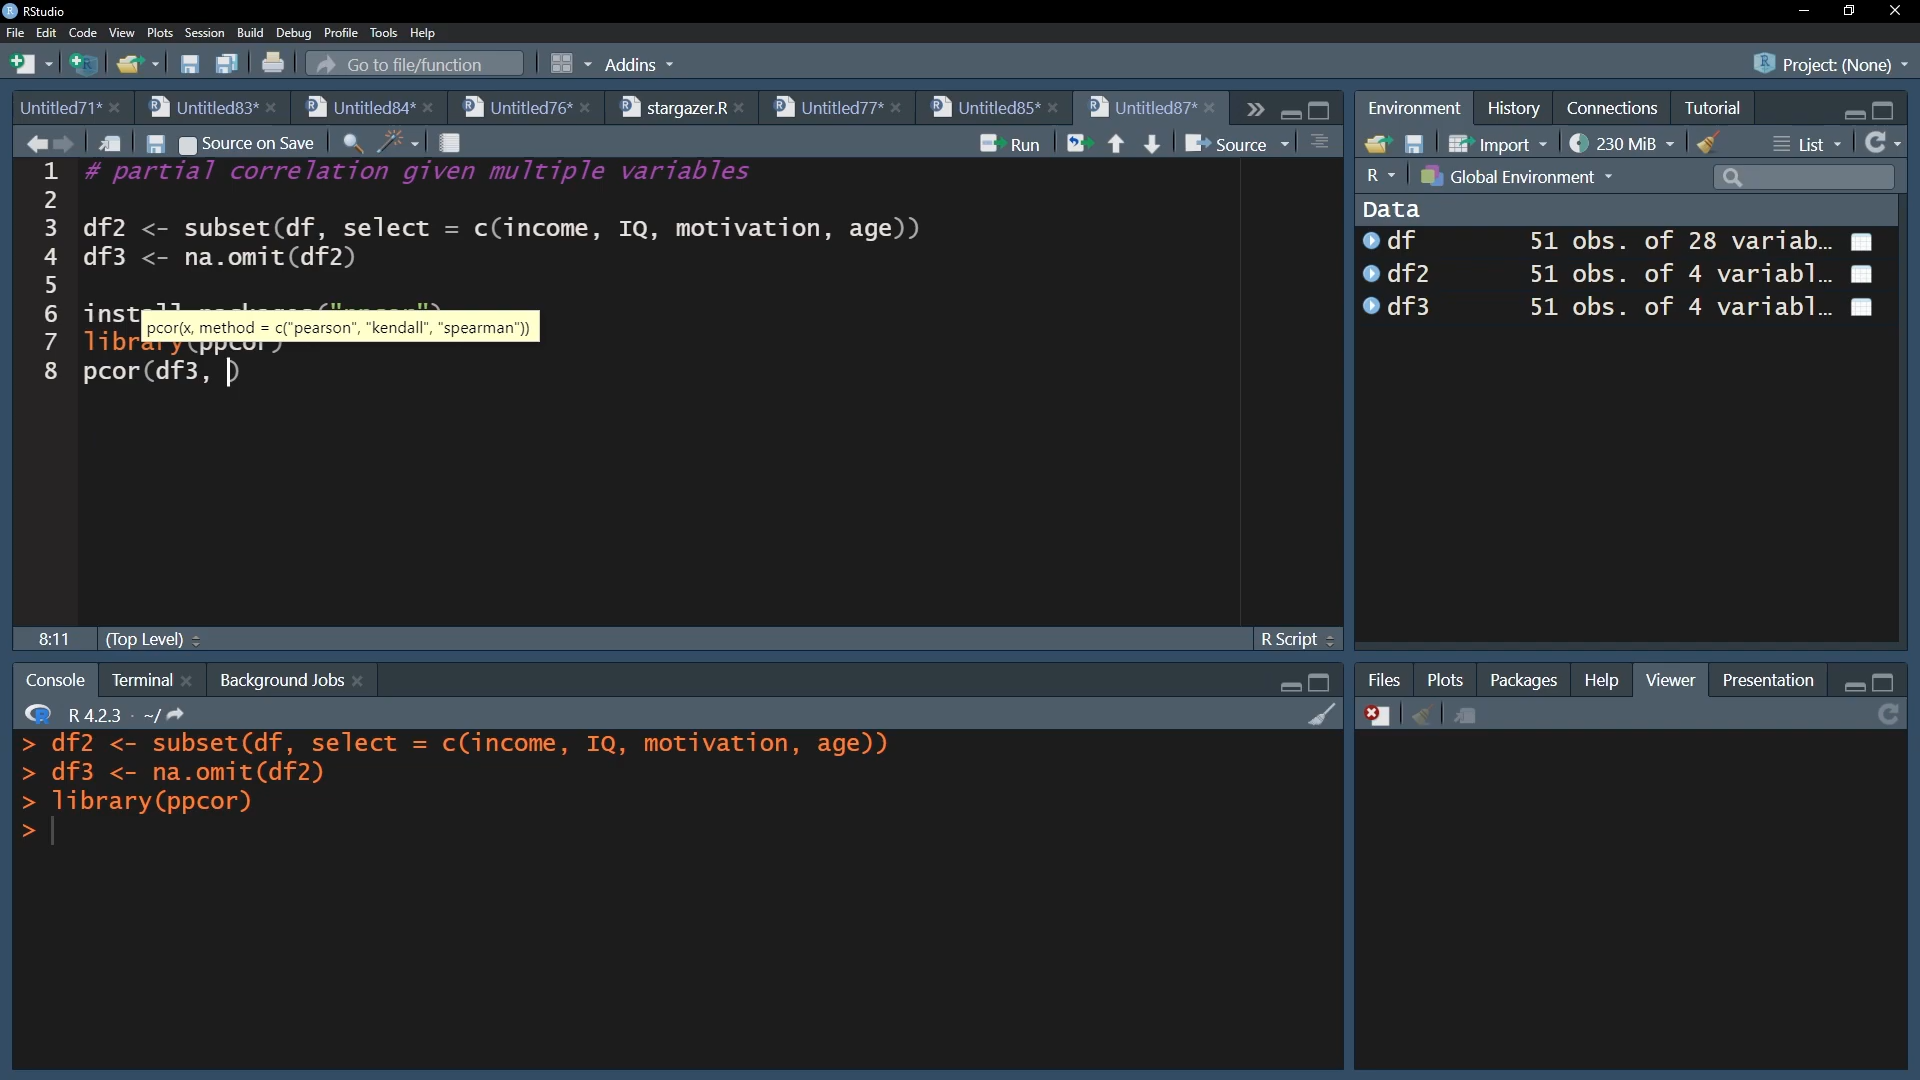 RStudio
File Edit Code View Plots Session Build Debug Profile Tools Help
Go to file/function Addins Project: (None)
Untitled71* Untitled83* Untitled84* Untitled76* stargazer.R Untitled77* Untitled85* Untitled87*
Source on Save Run Source
1 # partial correlation given multiple variables
2
3 df2 <- subset(df, select = c(income, IQ, motivation, age))
4 df3 <- na.omit(df2)
5
6
pcor(x, method = c("pearson", "kendall", "spearman"))
7 library(ppcor)
8 pcor(df3, )
8:11 (Top Level) R Script
Console Terminal Background Jobs
R 4.2.3 · ~/
> df2 <- subset(df, select = c(income, IQ, motivation, age))
> df3 <- na.omit(df2)
> library(ppcor)
>
Environment History Connections Tutorial
Import 230 MiB List
R Global Environment
Data
df 51 obs. of 28 variab...
df2 51 obs. of 4 variabl...
df3 51 obs. of 4 variabl...
Files Plots Packages Help Viewer Presentation